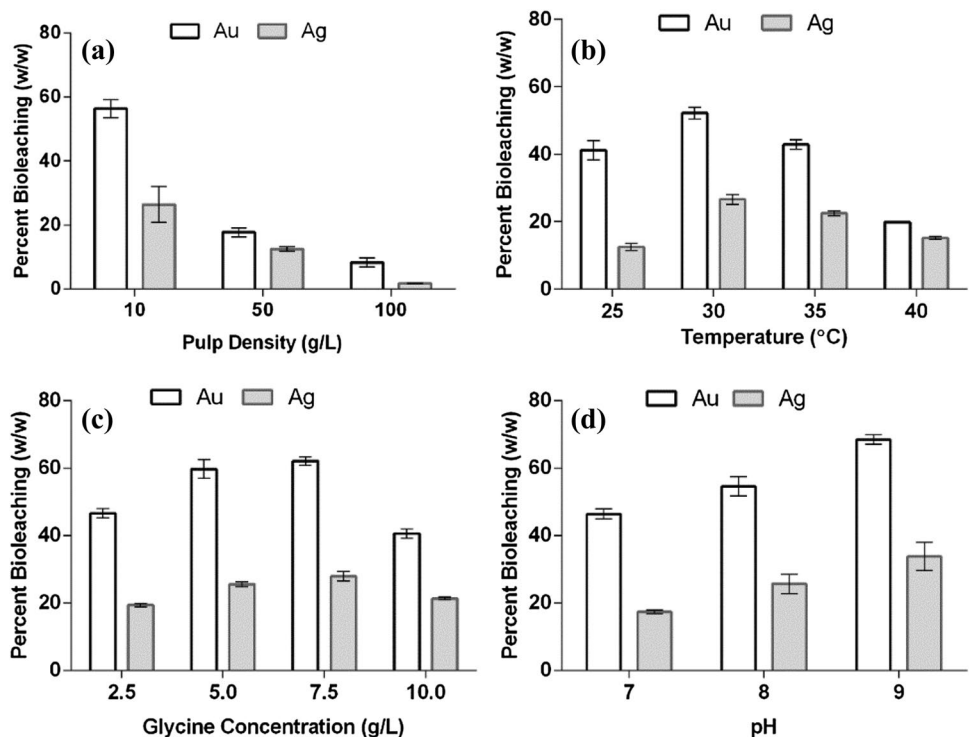 (a)
Au Ag
Percent Bioleaching (w/w)
80
60
40
20
0
10 50 100
Pulp Density (g/L)
(b)
Au Ag
Percent Bioleaching (w/w)
80
60
40
20
0
25 30 35 40
Temperature (°C)
(c)
Au Ag
Percent Bioleaching (w/w)
80
60
40
20
0
2.5 5.0 7.5 10.0
Glycine Concentration (g/L)
(d)
Au Ag
Percent Bioleaching (w/w)
80
60
40
20
0
7 8 9
pH